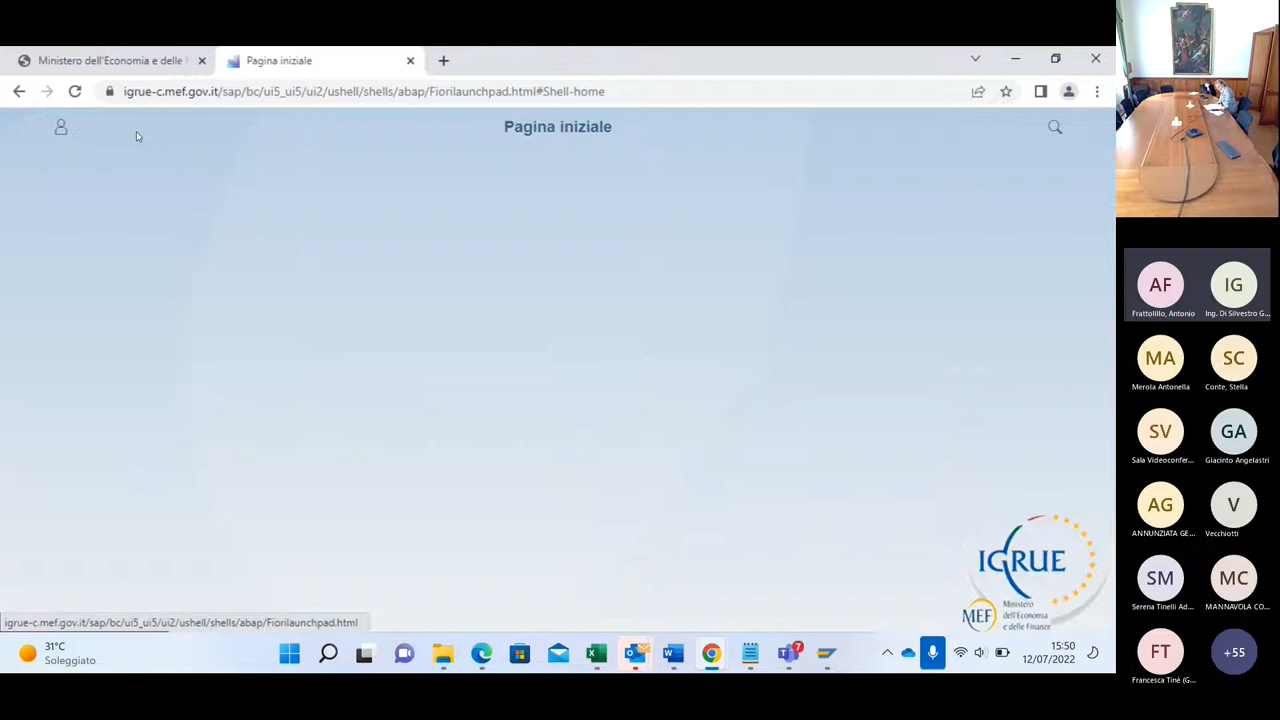 Ministero dell'Economia e delle F
Pagina iniziale
igrue-c.mef.gov.it/sap/bc/ui5_ui5/ui2/ushell/shells/abap/Fiorilaunchpad.html#Shell-home
Pagina iniziale
IGRUE
MEF
Ministero
dell'Economia
e delle Finanze
igrue-c.mef.gov.it/sap/bc/ui5_ui5/ui2/ushell/shells/abap/Fiorilaunchpad.html
31°C
Soleggiato
7
15:50
12/07/2022
AF
IG
Frattolillo, Antonio
Ing. Di Silvestro G...
MA
SC
Merola Antonella
Conte, Stella
SV
GA
Sala Videoconfer...
Giacinto Angelastri
AG
V
ANNUNZIATA GE...
Vecchiotti
SM
MC
Serena Tinelli Ad...
MANNAVOLA CO...
FT
+55
Francesca Tinè (G...